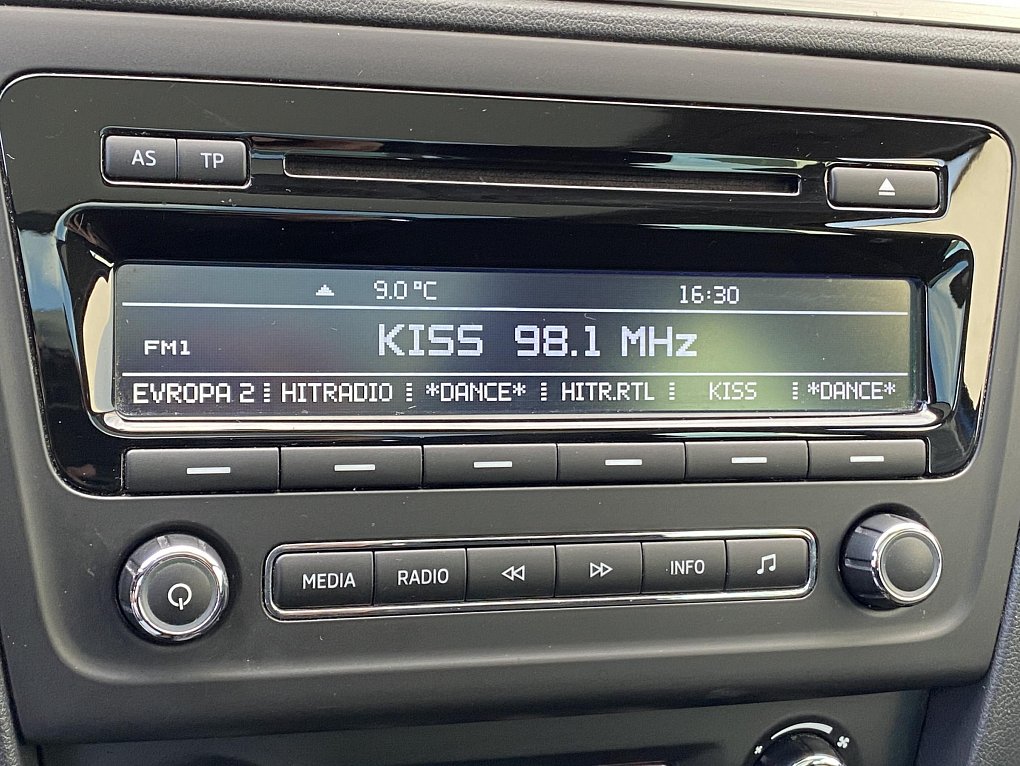 AS TP
9.0 °C 16:30
FM1 KISS 98.1 MHz
EVROPA 2 HITRADIO *DANCE* HITR.RTL KISS *DANCE*
MEDIA RADIO INFO